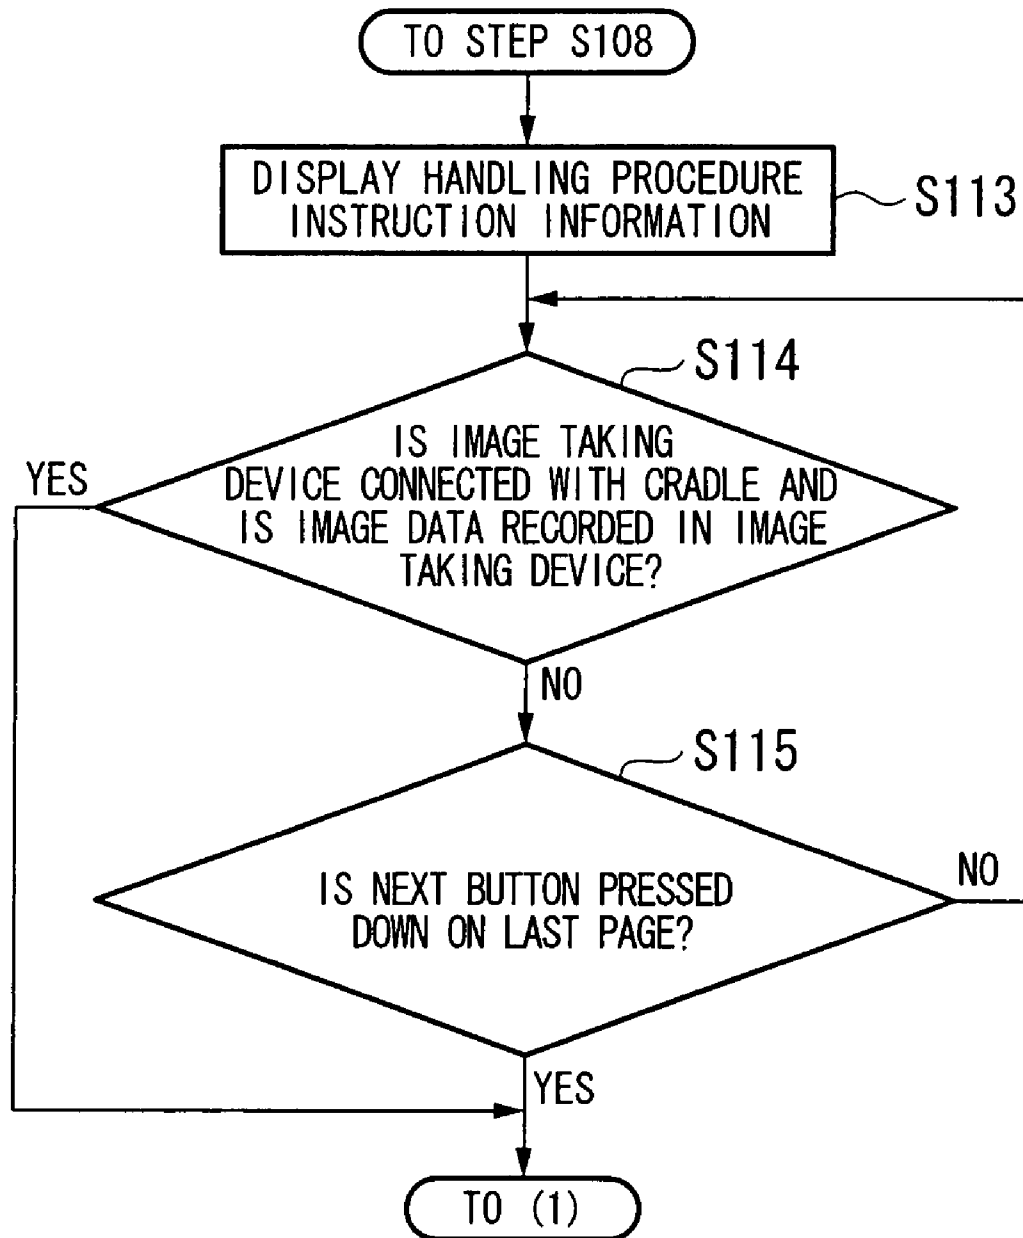 TO STEP S108
DISPLAY HANDLING PROCEDURE
INSTRUCTION INFORMATION
S113
S114
IS IMAGE TAKING
DEVICE CONNECTED WITH CRADLE AND
IS IMAGE DATA RECORDED IN IMAGE
TAKING DEVICE?
YES
NO
S115
IS NEXT BUTTON PRESSED
DOWN ON LAST PAGE?
NO
YES
TO (1)